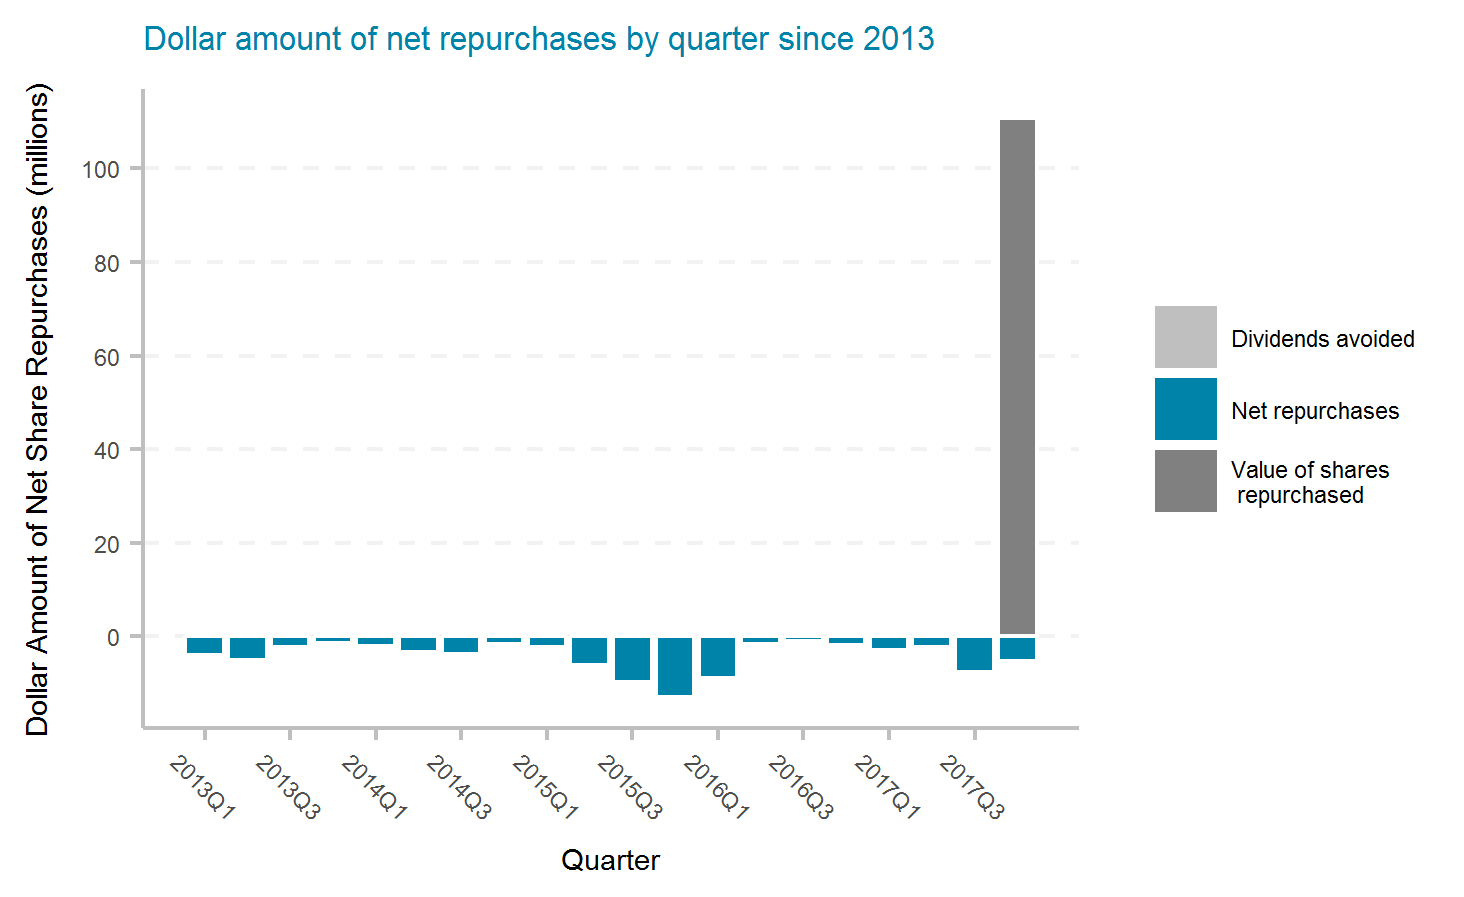 Dollar amount of net repurchases by quarter since 2013
Dollar Amount of Net Share Repurchases (millions)
100
80
60
40
20
0
2013Q1
2013Q3
2014Q1
2014Q3
2015Q1
2015Q3
2016Q1
2016Q3
2017Q1
2017Q3
Quarter
Dividends avoided
Net repurchases
Value of shares
repurchased